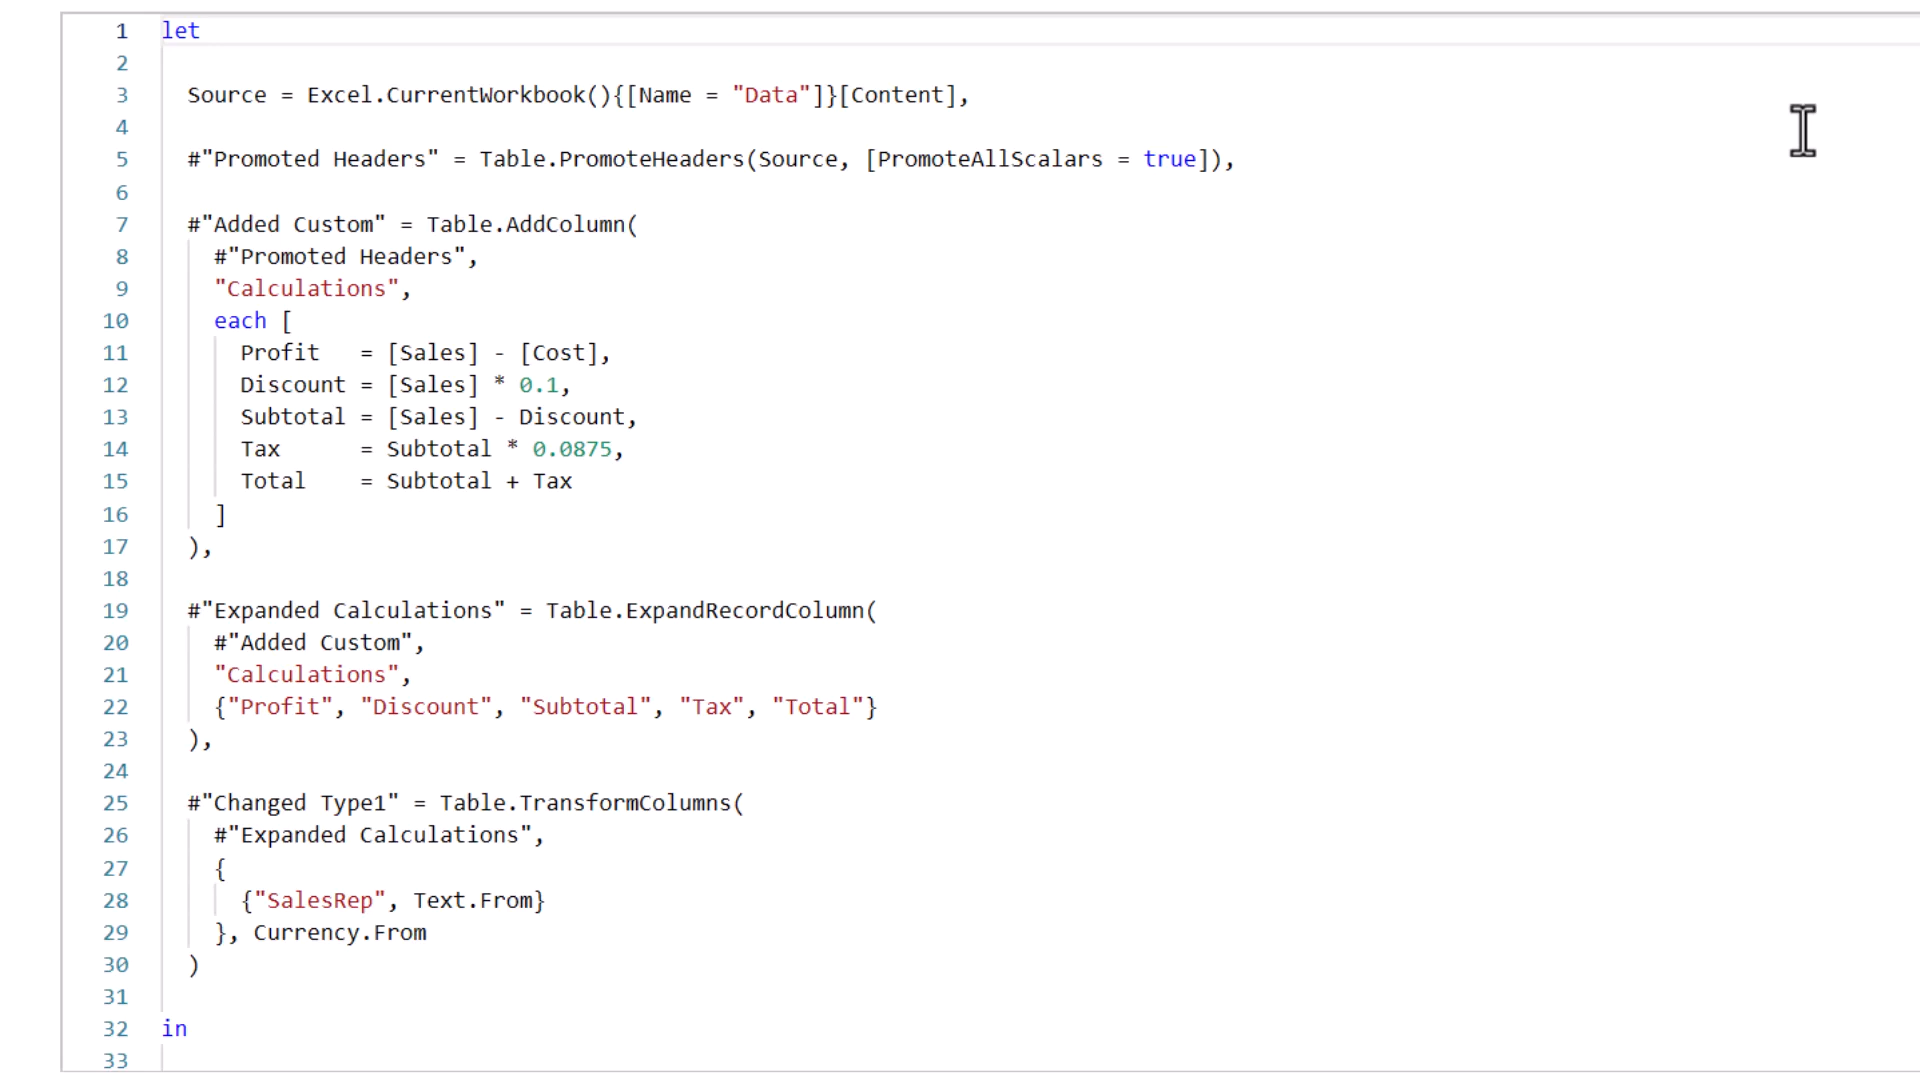 1 let
2
3 Source = Excel.CurrentWorkbook(){[Name = "Data"]}[Content],
4
5 #"Promoted Headers" = Table.PromoteHeaders(Source, [PromoteAllScalars = true]),
6
7 #"Added Custom" = Table.AddColumn(
8 #"Promoted Headers",
9 "Calculations",
10 each [
11 Profit = [Sales] - [Cost],
12 Discount = [Sales] * 0.1,
13 Subtotal = [Sales] - Discount,
14 Tax = Subtotal * 0.0875,
15 Total = Subtotal + Tax
16 ]
17 ),
18
19 #"Expanded Calculations" = Table.ExpandRecordColumn(
20 #"Added Custom",
21 "Calculations",
22 {"Profit", "Discount", "Subtotal", "Tax", "Total"}
23 ),
24
25 #"Changed Type1" = Table.TransformColumns(
26 #"Expanded Calculations",
27 {
28 {"SalesRep", Text.From}
29 }, Currency.From
30 )
31
32 in
33